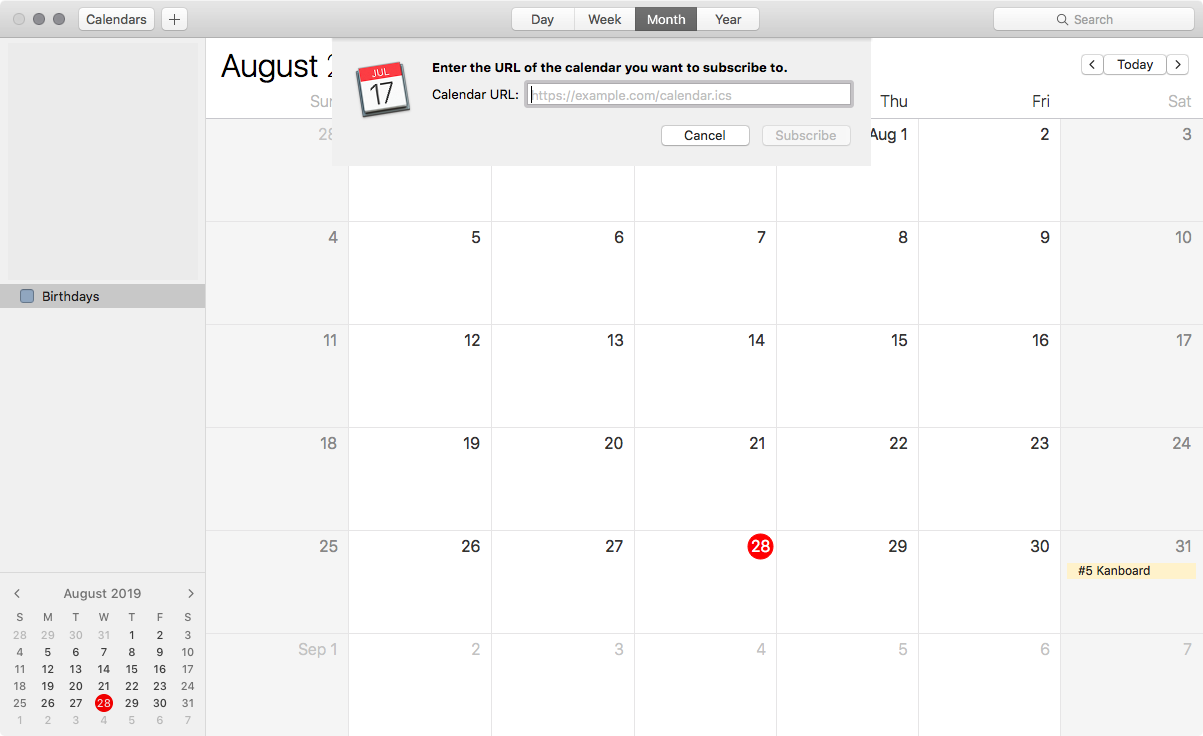 Calendars + Day Week Month Year Search
August 2
JUL
17
Enter the URL of the calendar you want to subscribe to.
Calendar URL: https://example.com/calendar.ics
Cancel Subscribe
< Today >
Sun Thu Fri Sat
28 Aug 1 2 3
4 5 6 7 8 9 10
Birthdays
11 12 13 14 15 16 17
18 19 20 21 22 23 24
25 26 27 28 29 30 31
#5 Kanboard
Sep 1 2 3 4 5 6 7
< August 2019 >
S M T W T F S
28 29 30 31 1 2 3
4 5 6 7 8 9 10
11 12 13 14 15 16 17
18 19 20 21 22 23 24
25 26 27 28 29 30 31
1 2 3 4 5 6 7